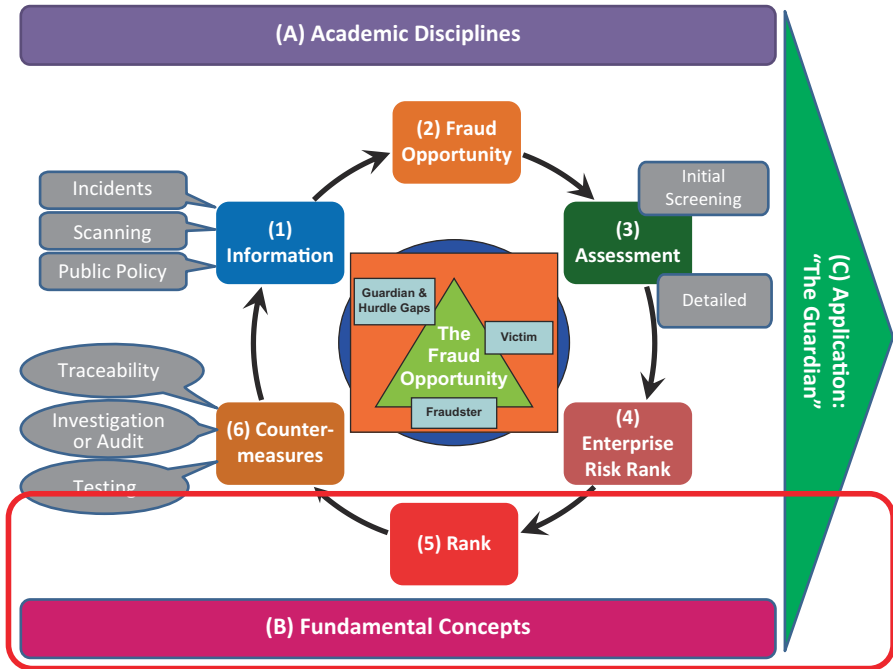 (A) Academic Disciplines
(2) Fraud
Opportunity
Initial
Screening
Incidents
Scanning
Public Policy
(1)
Information
(3)
Assessment
Detailed
Guardian &
Hurdle Gaps
The
Fraud
Opportunity
Victim
Fraudster
(C) Application:
“The Guardian”
Traceability
Investigation
or Audit
Testing
(6) Counter-
measures
(4)
Enterprise
Risk Rank
(5) Rank
(B) Fundamental Concepts